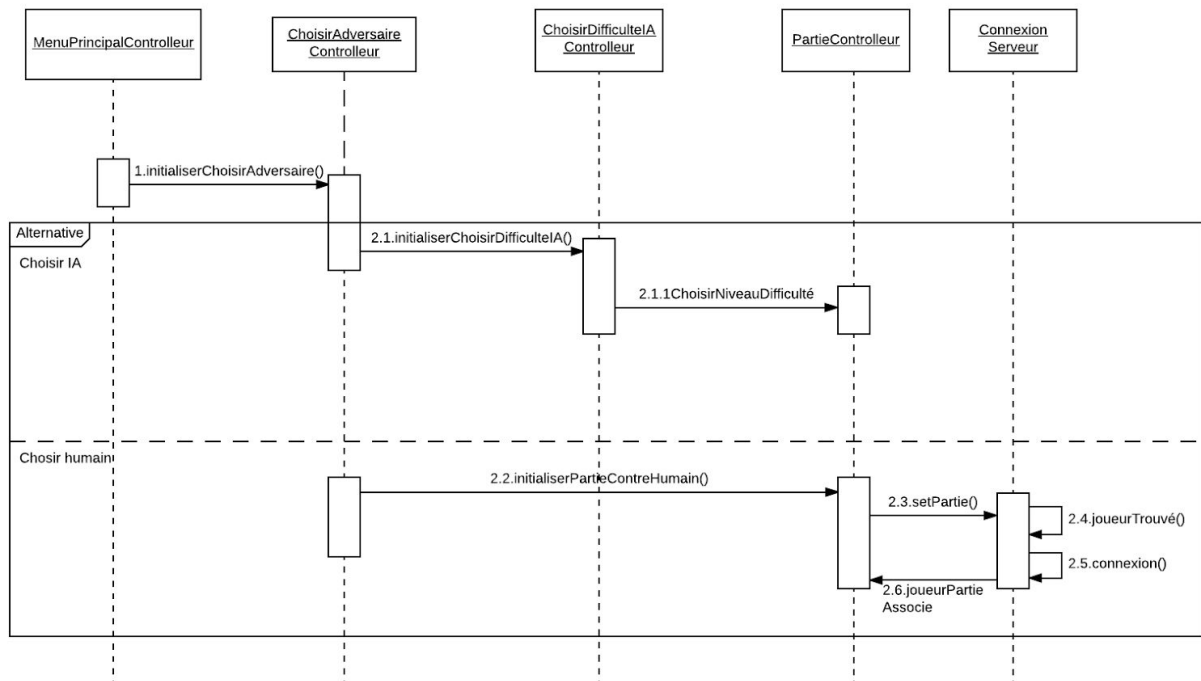 MenuPrincipalControlleur
ChoisirAdversaire
Controlleur
ChoisirDifficulteIA
Controlleur
PartieControlleur
Connexion
Serveur
1.initialiserChoisirAdversaire()
Alternative
Choisir IA
2.1.initialiserChoisirDifficulteIA()
2.1.1ChoisirNiveauDifficulté
Chosir humain
2.2.initialiserPartieContreHumain()
2.3.setPartie()
2.4.joueurTrouvé()
2.5.connexion()
2.6.joueurPartie
Associe